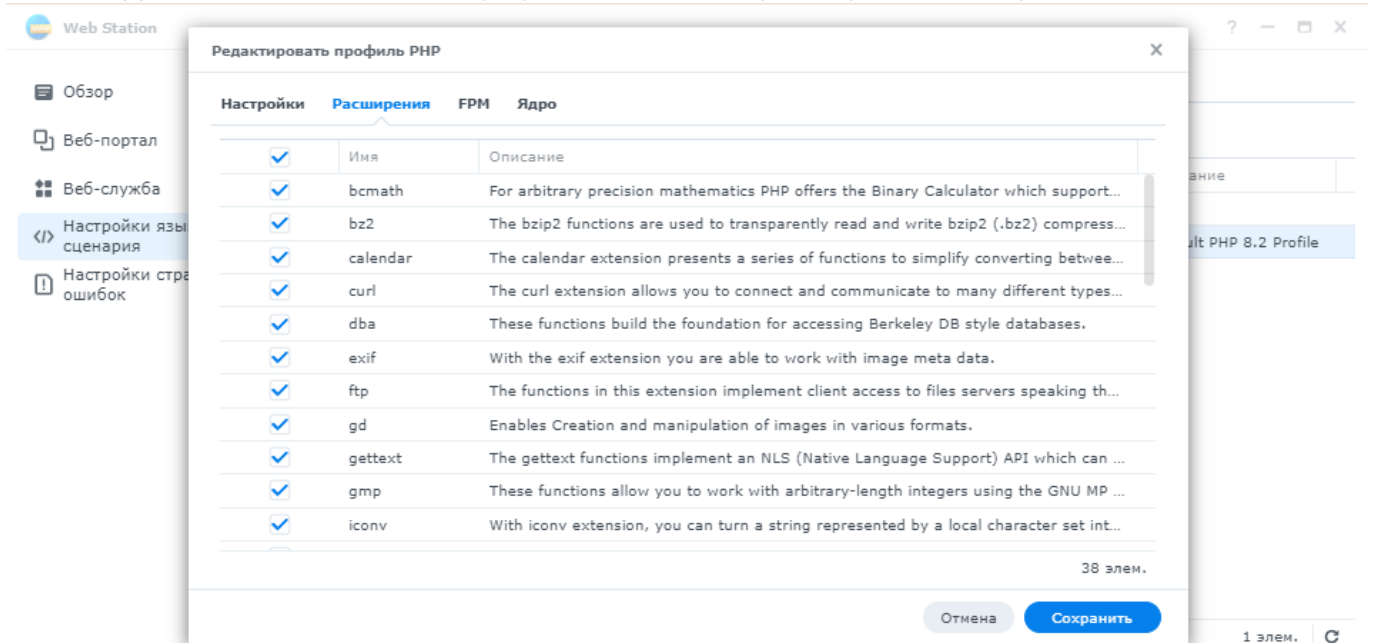 Web Station
?
Редактировать профиль PHP
Обзор
Веб-портал
Веб-служба
Настройки язы
сценария
Настройки стра
ошибок
Настройки Расширения FPM Ядро
Имя Описание
bcmath For arbitrary precision mathematics PHP offers the Binary Calculator which support...
bz2 The bzip2 functions are used to transparently read and write bzip2 (.bz2) compress...
calendar The calendar extension presents a series of functions to simplify converting betwee...
curl The curl extension allows you to connect and communicate to many different types...
dba These functions build the foundation for accessing Berkeley DB style databases.
exif With the exif extension you are able to work with image meta data.
ftp The functions in this extension implement client access to files servers speaking th...
gd Enables Creation and manipulation of images in various formats.
gettext The gettext functions implement an NLS (Native Language Support) API which can ...
gmp These functions allow you to work with arbitrary-length integers using the GNU MP ...
iconv With iconv extension, you can turn a string represented by a local character set int...
38 элем.
Отмена Сохранить
ание
ult PHP 8.2 Profile
1 элем.